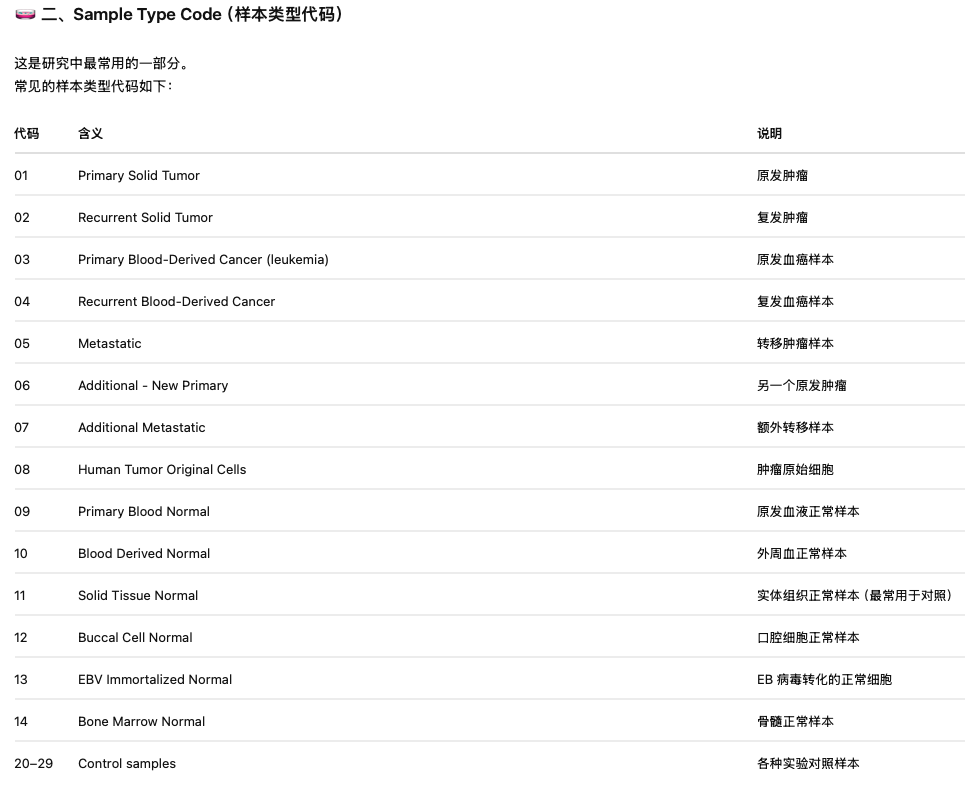 二、Sample Type Code（样本类型代码）
这是研究中最常用的一部分。
常见的样本类型代码如下：
代码 含义 说明
01 Primary Solid Tumor 原发肿瘤
02 Recurrent Solid Tumor 复发肿瘤
03 Primary Blood-Derived Cancer (leukemia) 原发血癌样本
04 Recurrent Blood-Derived Cancer 复发血癌样本
05 Metastatic 转移肿瘤样本
06 Additional - New Primary 另一个原发肿瘤
07 Additional Metastatic 额外转移样本
08 Human Tumor Original Cells 肿瘤原始细胞
09 Primary Blood Normal 原发血液正常样本
10 Blood Derived Normal 外周血正常样本
11 Solid Tissue Normal 实体组织正常样本（最常用于对照）
12 Buccal Cell Normal 口腔细胞正常样本
13 EBV Immortalized Normal EB 病毒转化的正常细胞
14 Bone Marrow Normal 骨髓正常样本
20–29 Control samples 各种实验对照样本